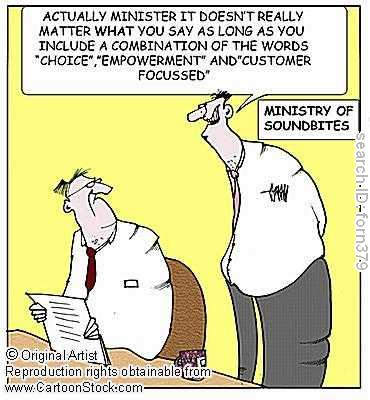 ACTUALLY MINISTER IT DOESN'T REALLY
MATTER WHAT YOU SAY AS LONG AS YOU
INCLUDE A COMBINATION OF THE WORDS
"CHOICE","EMPOWERMENT" AND"CUSTOMER
FOCUSSED"
MINISTRY OF
SOUNDBITES
search ID: forn379
© Original Artist
Reproduction rights obtainable from
www.CartoonStock.com